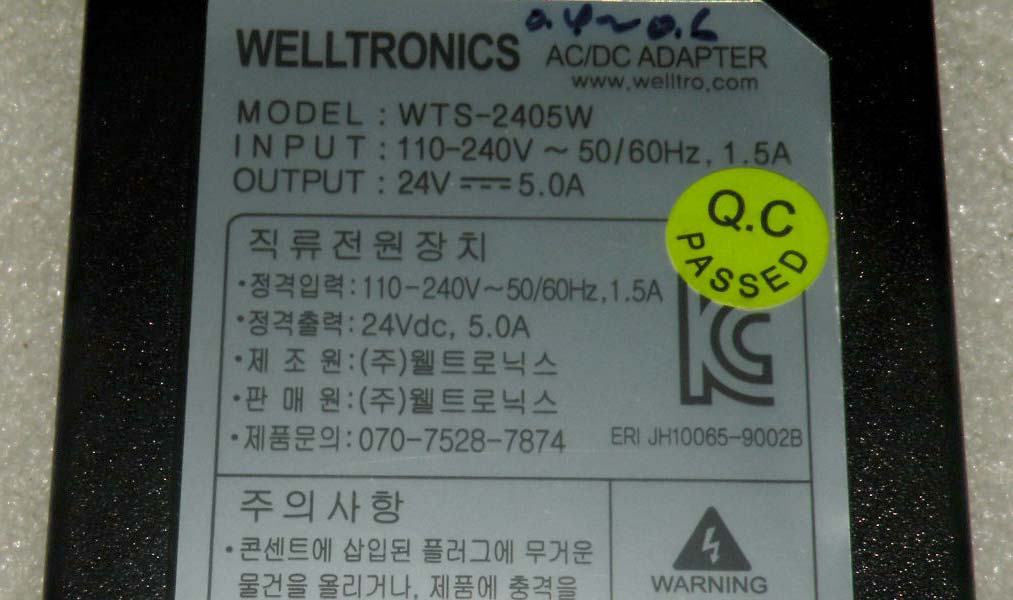 0.4~0.6
WELLTRONICS AC/DC ADAPTER
www.welltro.com
MODEL : WTS-2405W
INPUT : 110-240V ~ 50/60Hz, 1.5A
OUTPUT : 24V ⎓ 5.0A
Q.C
PASSED
직류전원장치
•정격입력:110-240V~50/60Hz,1.5A
•정격출력:24Vdc, 5.0A
•제 조 원:(주)웰트로닉스
•판 매 원:(주)웰트로닉스
•제품문의:070-7528-7874
KC
ERI JH10065-9002B
주의사항
•콘센트에 삽입된 플러그에 무거운
물건을 올리거나, 제품에 충격을
WARNING